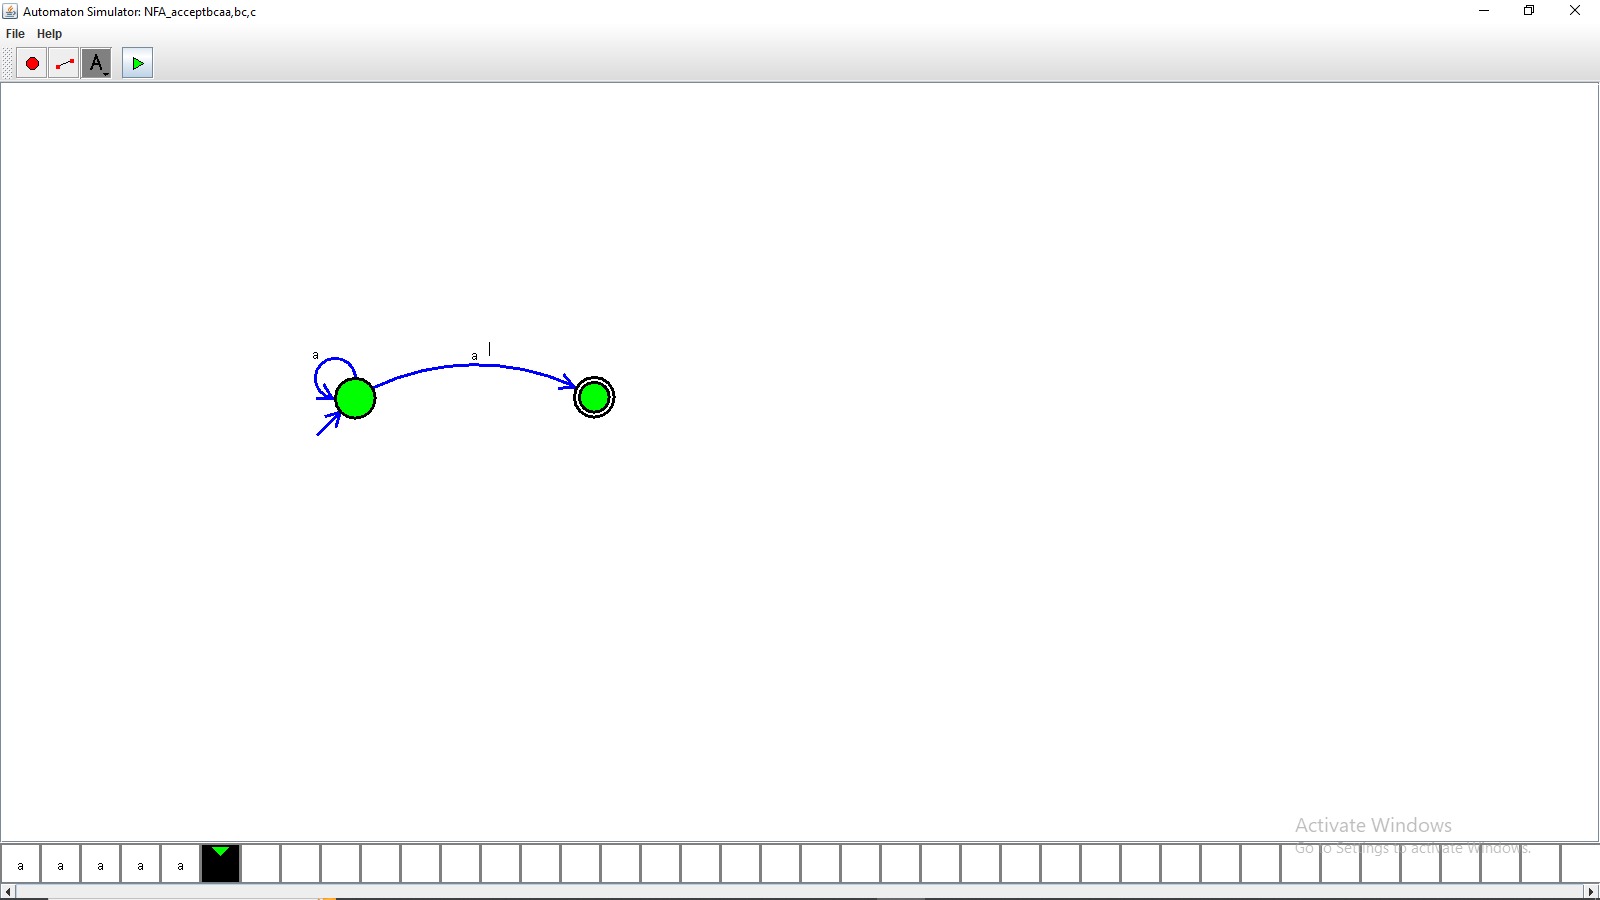 Automaton Simulator: NFA_acceptbcaa,bc,c
File Help
A
a
a
Activate Windows
Go to Settings to activate Windows.
a a a a a